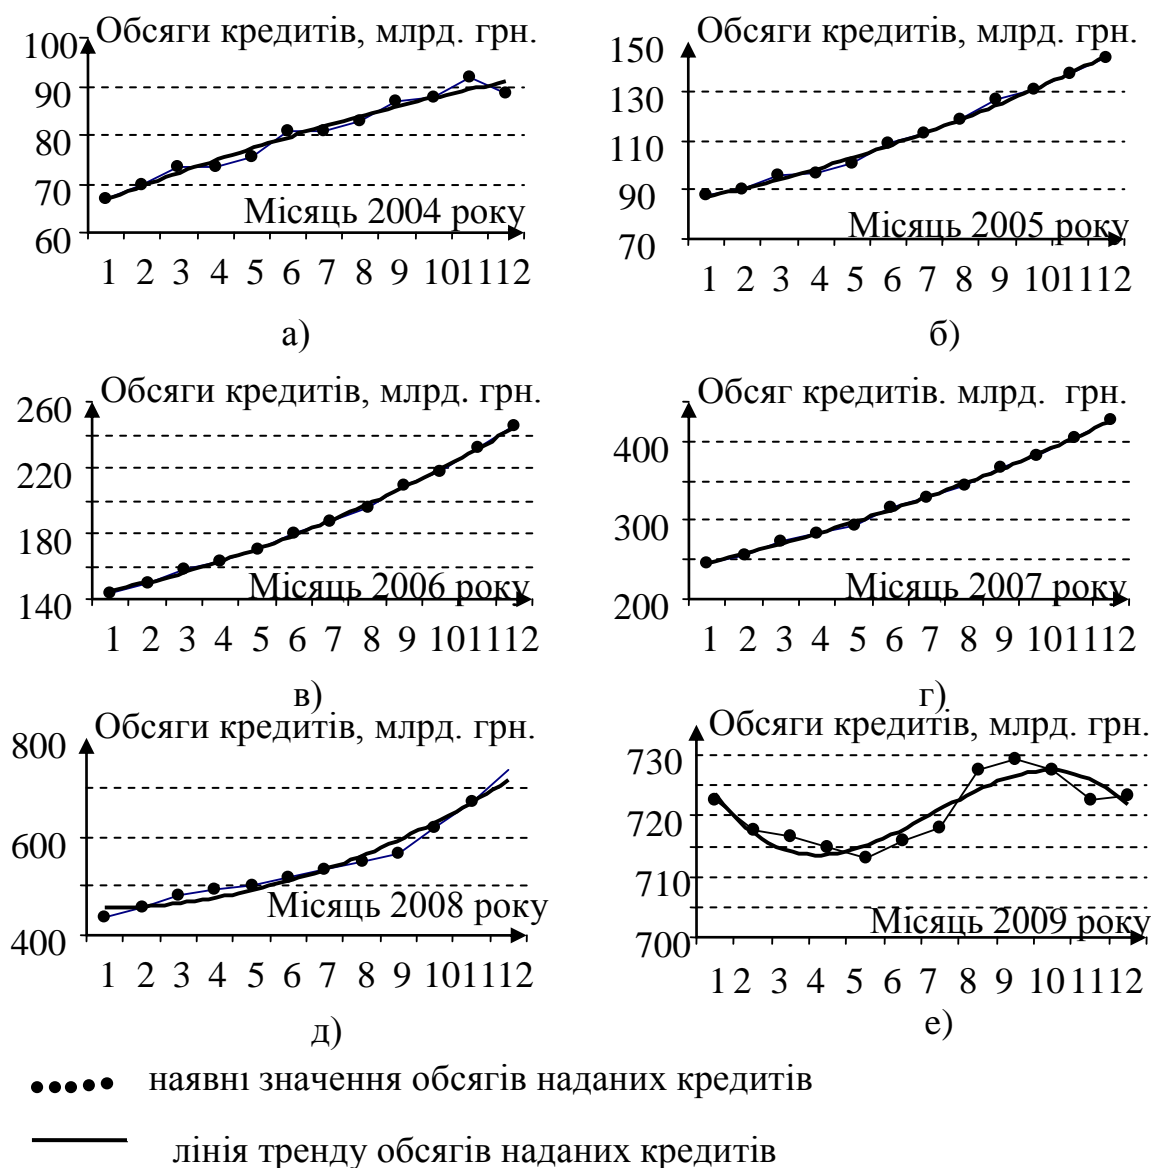 Обсяги кредитів, млрд. грн.
100
90
80
70
60
Місяць 2004 року
1 2 3 4 5 6 7 8 9 10 11 12
а)
Обсяги кредитів, млрд. грн.
150
130
110
90
70
Місяць 2005 року
1 2 3 4 5 6 7 8 9 10 11 12
б)
Обсяги кредитів, млрд. грн.
260
220
180
140
Місяць 2006 року
1 2 3 4 5 6 7 8 9 10 11 12
в)
Обсяг кредитів. млрд. грн.
400
300
200
Місяць 2007 року
1 2 3 4 5 6 7 8 9 10 11 12
г)
Обсяги кредитів, млрд. грн.
800
600
400
Місяць 2008 року
1 2 3 4 5 6 7 8 9 10 11 12
д)
Обсяги кредитів, млрд. грн.
730
720
710
700
Місяць 2009 року
1 2 3 4 5 6 7 8 9 10 11 12
е)
наявні значення обсягів наданих кредитів
лінія тренду обсягів наданих кредитів